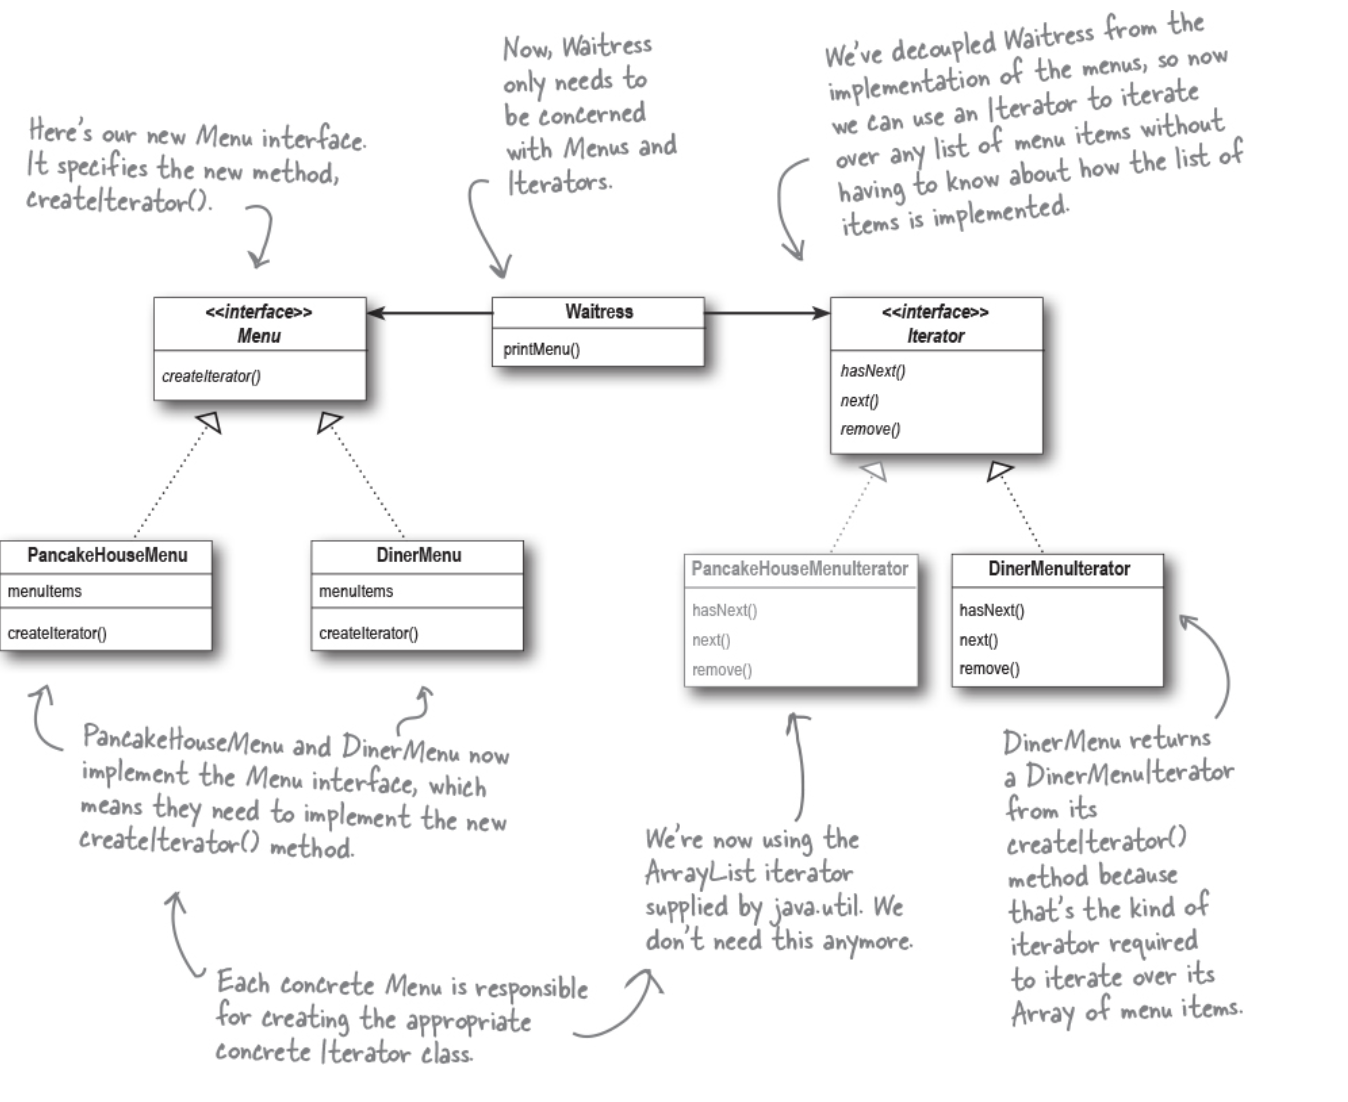 Here's our new Menu interface.
It specifies the new method,
createIterator().
Now, Waitress
only needs to
be concerned
with Menus and
Iterators.
We've decoupled Waitress from the
implementation of the menus, so now
we can use an Iterator to iterate
over any list of menu items without
having to know about how the list of
items is implemented.
<<interface>>
Menu
createIterator()
Waitress
printMenu()
<<interface>>
Iterator
hasNext()
next()
remove()
PancakeHouseMenu
menuItems
createIterator()
DinerMenu
menuItems
createIterator()
PancakeHouseMenuIterator
hasNext()
next()
remove()
DinerMenuIterator
hasNext()
next()
remove()
PancakeHouseMenu and DinerMenu now
implement the Menu interface, which
means they need to implement the new
createIterator() method.
Each concrete Menu is responsible
for creating the appropriate
concrete Iterator class.
We're now using the
ArrayList iterator
supplied by java.util. We
don't need this anymore.
DinerMenu returns
a DinerMenuIterator
from its
createIterator()
method because
that's the kind of
iterator required
to iterate over its
Array of menu items.